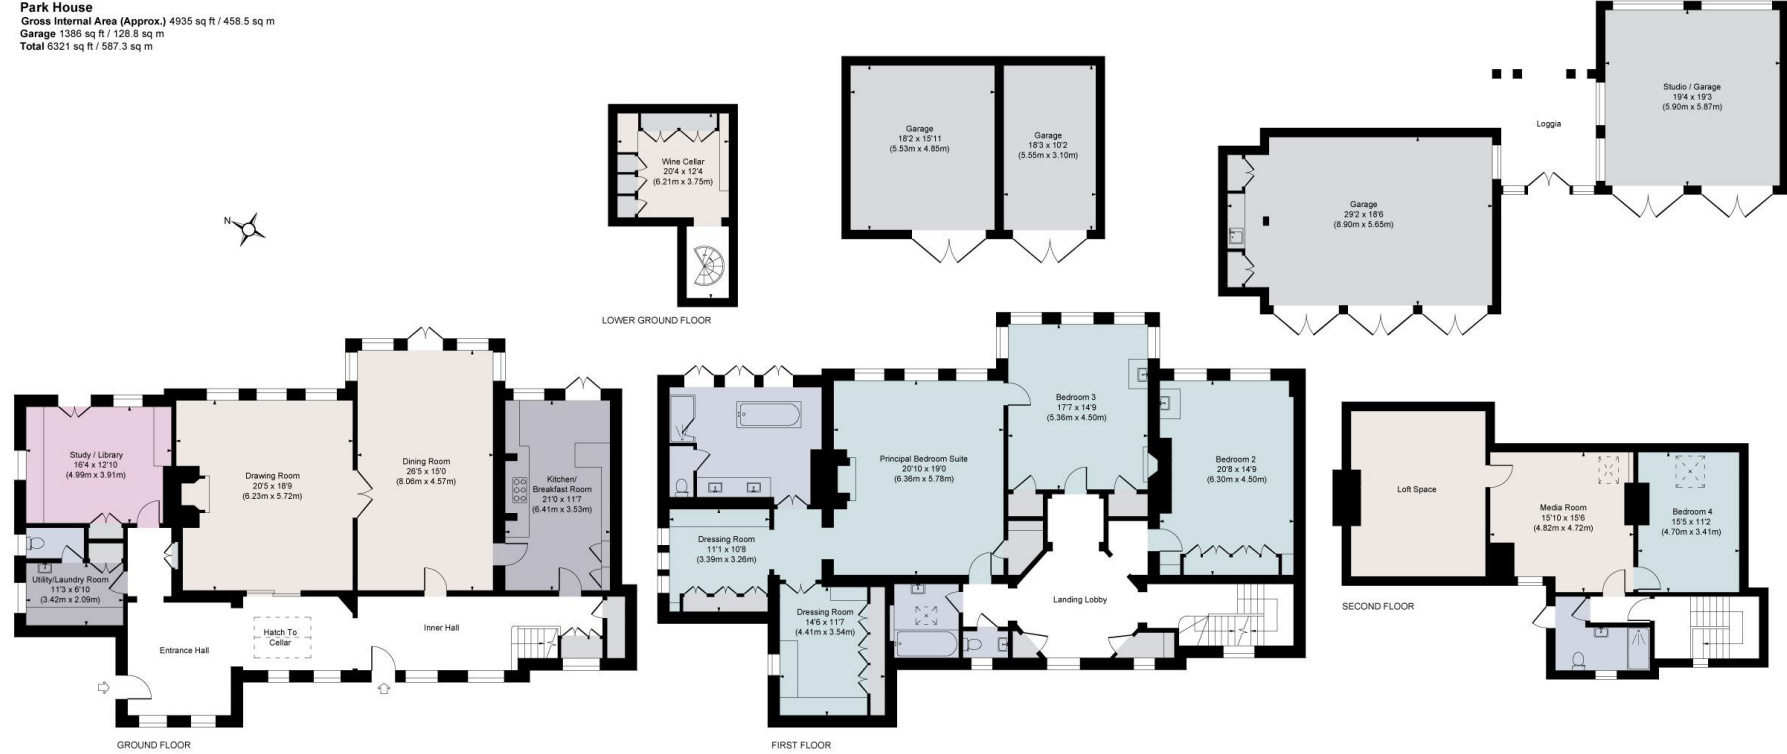 Park House
Gross Internal Area (Approx.) 4935 sq ft / 458.5 sq m
Garage 1386 sq ft / 128.8 sq m
Total 6321 sq ft / 587.3 sq m
N
Wine Cellar
20'4 x 12'4
(6.21m x 3.75m)
LOWER GROUND FLOOR
Garage
18'2 x 15'11
(5.53m x 4.85m)
Garage
18'3 x 10'2
(5.55m x 3.10m)
Loggia
Studio / Garage
19'4 x 19'3
(5.90m x 5.87m)
Garage
29'2 x 18'6
(8.90m x 5.65m)
Study / Library
16'4 x 12'10
(4.99m x 3.91m)
Drawing Room
20'5 x 18'9
(6.23m x 5.72m)
Dining Room
26'5 x 15'0
(8.06m x 4.57m)
Kitchen/
Breakfast Room
21'0 x 11'7
(6.41m x 3.53m)
Utility/Laundry Room
11'3 x 6'10
(3.42m x 2.09m)
Entrance Hall
Hatch To
Cellar
Inner Hall
GROUND FLOOR
Principal Bedroom Suite
20'10 x 19'0
(6.36m x 5.78m)
Bedroom 3
17'7 x 14'9
(5.36m x 4.50m)
Bedroom 2
20'8 x 14'9
(6.30m x 4.50m)
Dressing Room
11'1 x 10'8
(3.39m x 3.26m)
Dressing Room
14'6 x 11'7
(4.41m x 3.54m)
Landing Lobby
FIRST FLOOR
Loft Space
Media Room
15'10 x 15'6
(4.82m x 4.72m)
Bedroom 4
15'5 x 11'2
(4.70m x 3.41m)
SECOND FLOOR